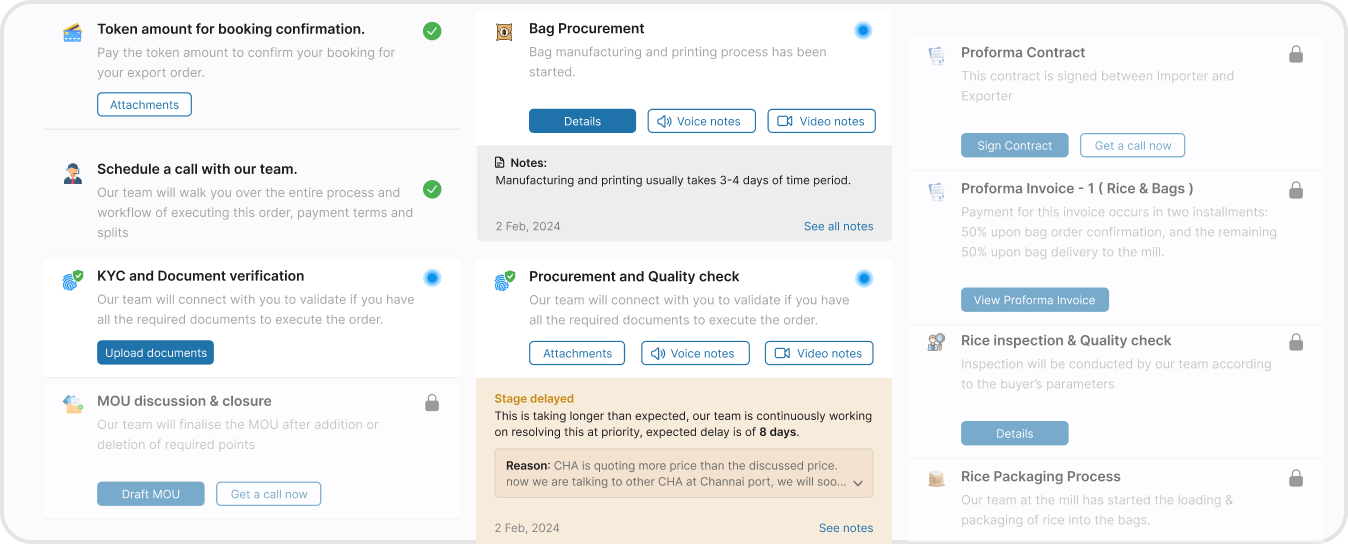 Token amount for booking confirmation.
Pay the token amount to confirm your booking for
your export order.
Attachments
Schedule a call with our team.
Our team will walk you over the entire process and
workflow of executing this order, payment terms and
splits
KYC and Document verification
Our team will connect with you to validate if you have
all the required documents to execute the order.
Upload documents
MOU discussion & closure
Our team will finalise the MOU after addition or
deletion of required points
Draft MOU
Get a call now
Bag Procurement
Bag manufacturing and printing process has been
started.
Details
Voice notes
Video notes
Notes:
Manufacturing and printing usually takes 3-4 days of time period.
2 Feb, 2024
See all notes
Procurement and Quality check
Our team will connect with you to validate if you have
all the required documents to execute the order.
Attachments
Voice notes
Video notes
Stage delayed
This is taking longer than expected, our team is continuously working
on resolving this at priority, expected delay is of 8 days.
Reason: CHA is quoting more price than the discussed price.
now we are talking to other CHA at Channai port, we will soo...
2 Feb, 2024
See notes
Proforma Contract
This contract is signed between Importer and
Exporter
Sign Contract
Get a call now
Proforma Invoice - 1 ( Rice & Bags )
Payment for this invoice occurs in two installments:
50% upon bag order confirmation, and the remaining
50% upon bag delivery to the mill.
View Proforma Invoice
Rice inspection & Quality check
Inspection will be conducted by our team according
to the buyer's parameters
Details
Rice Packaging Process
Our team at the mill has started the loading &
packaging of rice into the bags.